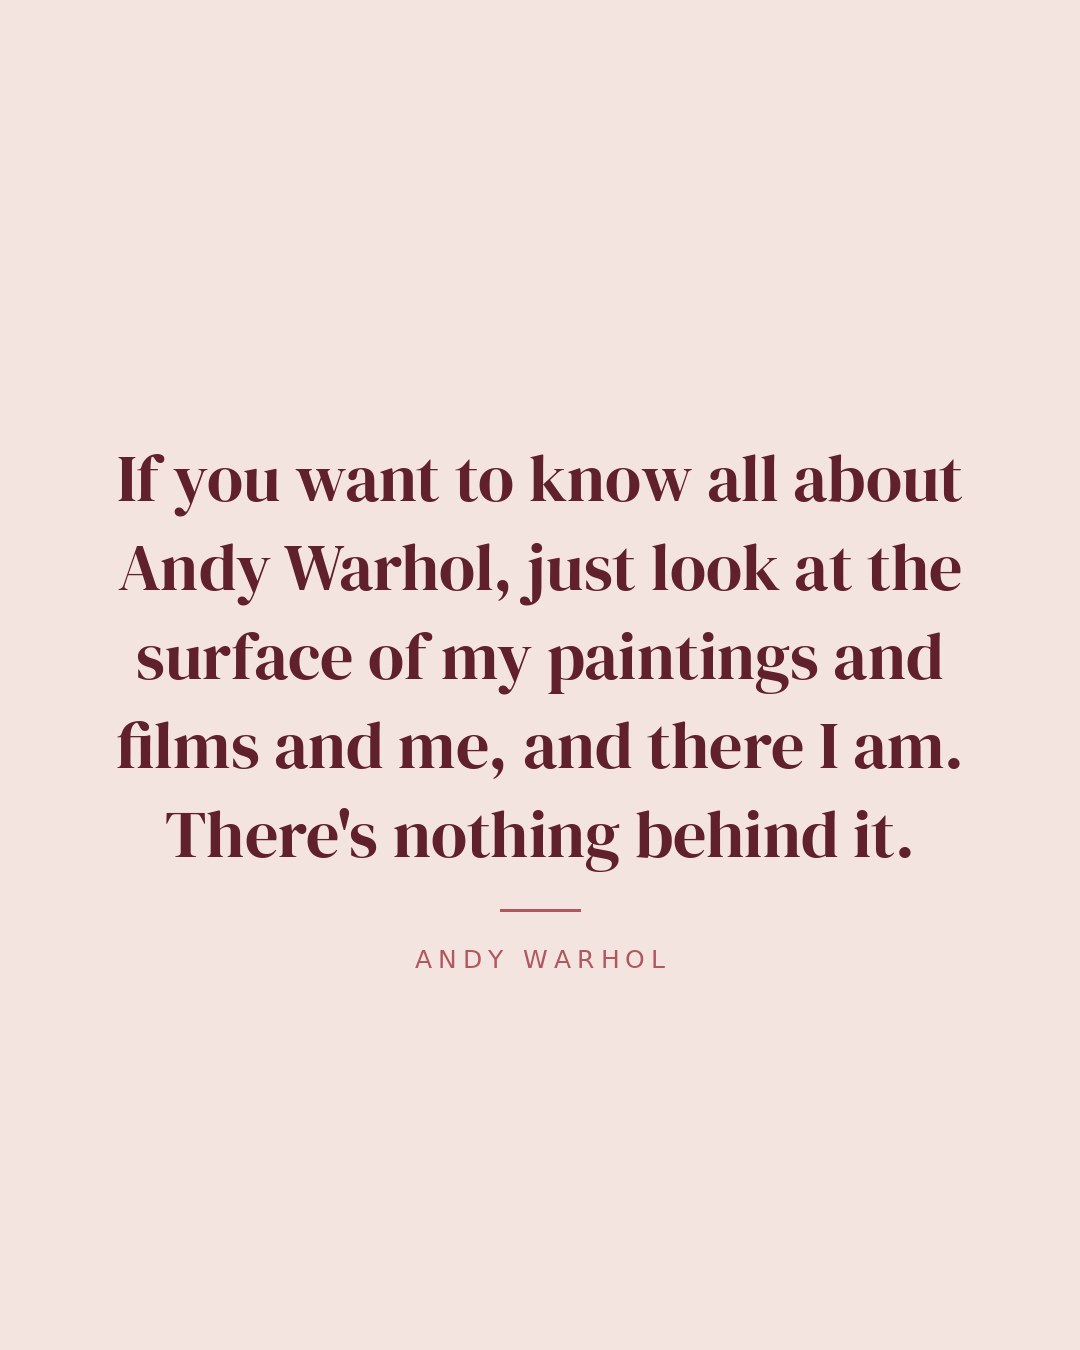 If you want to know all about
Andy Warhol, just look at the
surface of my paintings and
films and me, and there I am.
There's nothing behind it.
ANDY WARHOL